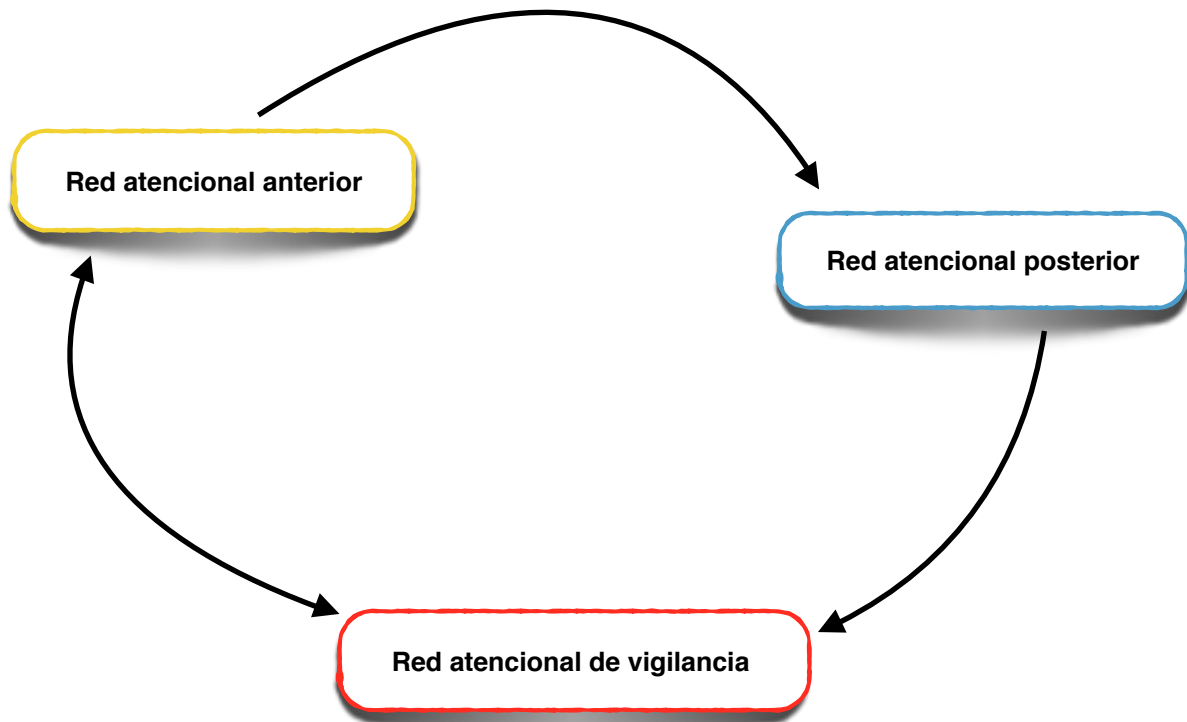 Red atencional anterior
Red atencional posterior
Red atencional de vigilancia